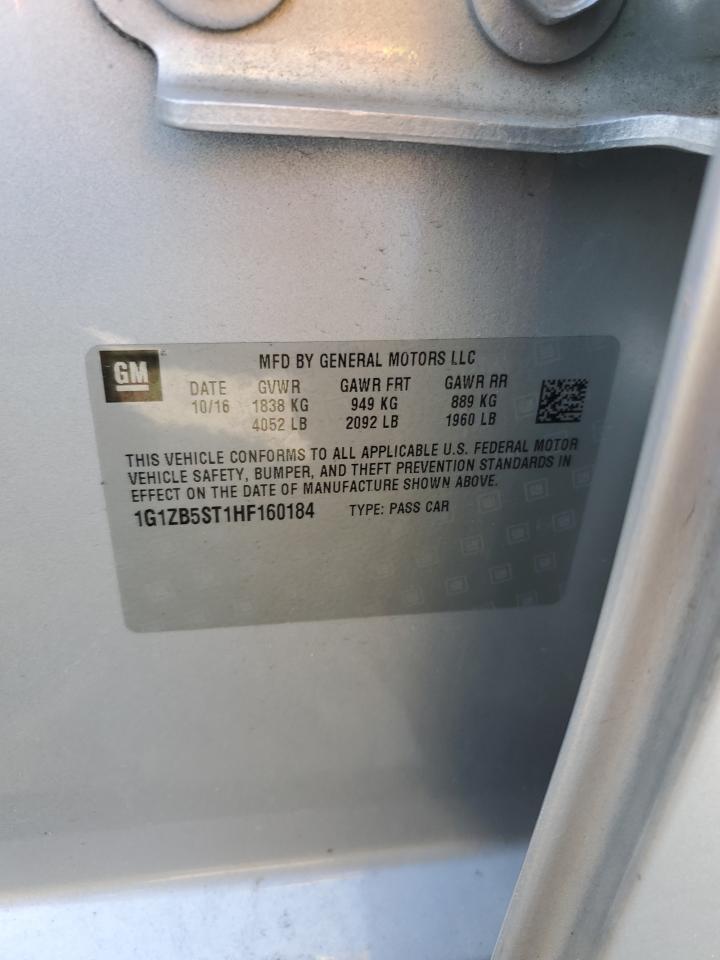 GM
MFD BY GENERAL MOTORS LLC
DATE GVWR GAWR FRT GAWR RR
10/16 1838 KG 949 KG 889 KG
4052 LB 2092 LB 1960 LB
THIS VEHICLE CONFORMS TO ALL APPLICABLE U.S. FEDERAL MOTOR
VEHICLE SAFETY, BUMPER, AND THEFT PREVENTION STANDARDS IN
EFFECT ON THE DATE OF MANUFACTURE SHOWN ABOVE.
1G1ZB5ST1HF160184 TYPE: PASS CAR